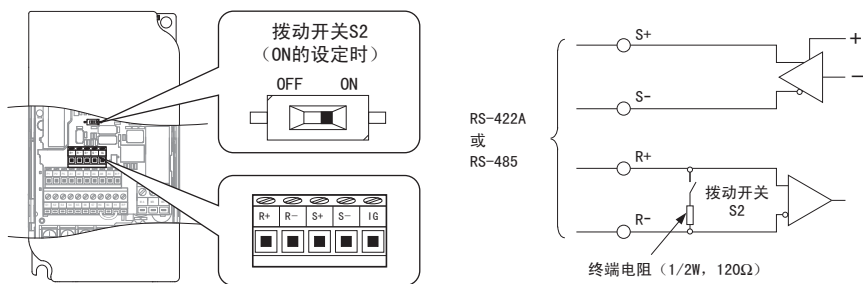 拨动开关S2
（ON的设定时）
OFF ON
R+ R- S+ S- IG
RS-422A
或
RS-485
S+
S-
R+
R-
+
-
拨动开关
S2
终端电阻（1/2W, 120Ω）